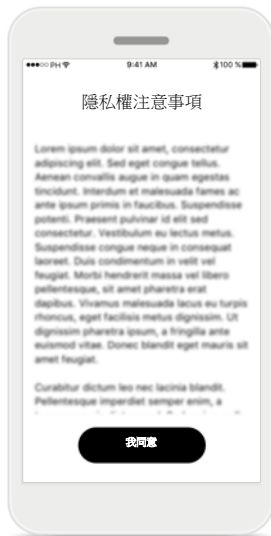 ●●●○○ PH 9:41 AM 100 %
隱私權注意事項
Lorem ipsum dolor sit amet, consectetur
adipiscing elit. Sed eget congue tellus.
Aenean convallis augue in quam egestas
tincidunt. Interdum et malesuada fames ac
ante ipsum primis in faucibus. Suspendisse
potenti. Praesent pulvinar id elit sed
consectetur. Vestibulum eu lectus metus.
Suspendisse congue neque in consequat
laoreet. Duis condimentum in velit vel
feugiat. Morbi hendrerit massa vel libero
pellentesque, sit amet pharetra erat
dapibus. Vivamus malesuada lacus eu turpis
rhoncus, eget facilisis metus dignissim. Ut
dignissim pharetra ipsum, a fringilla ante
euismod vitae. Donec blandit eget mauris sit
amet feugiat.
Curabitur dictum leo nec lacinia blandit.
Pellentesque imperdiet semper enim, a
我同意